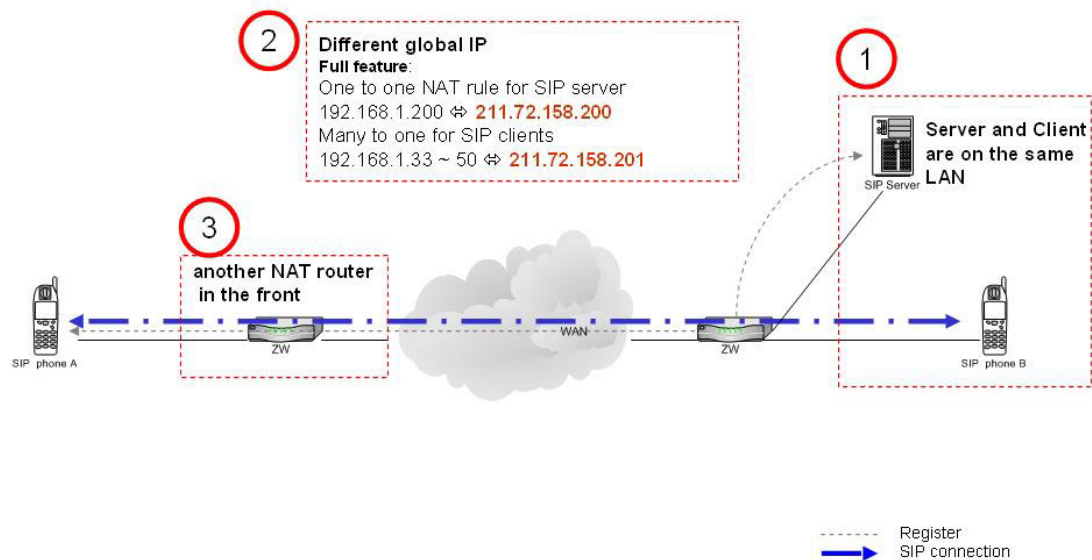 2
Different global IP
Full feature:
One to one NAT rule for SIP server
192.168.1.200 ⇔ 211.72.158.200
Many to one for SIP clients
192.168.1.33 ~ 50 ⇔ 211.72.158.201
1
Server and Client
are on the same
LAN
SIP Server
3
another NAT router
in the front
SIP phone A
ZW
WAN
ZW
SIP phone B
Register
SIP connection